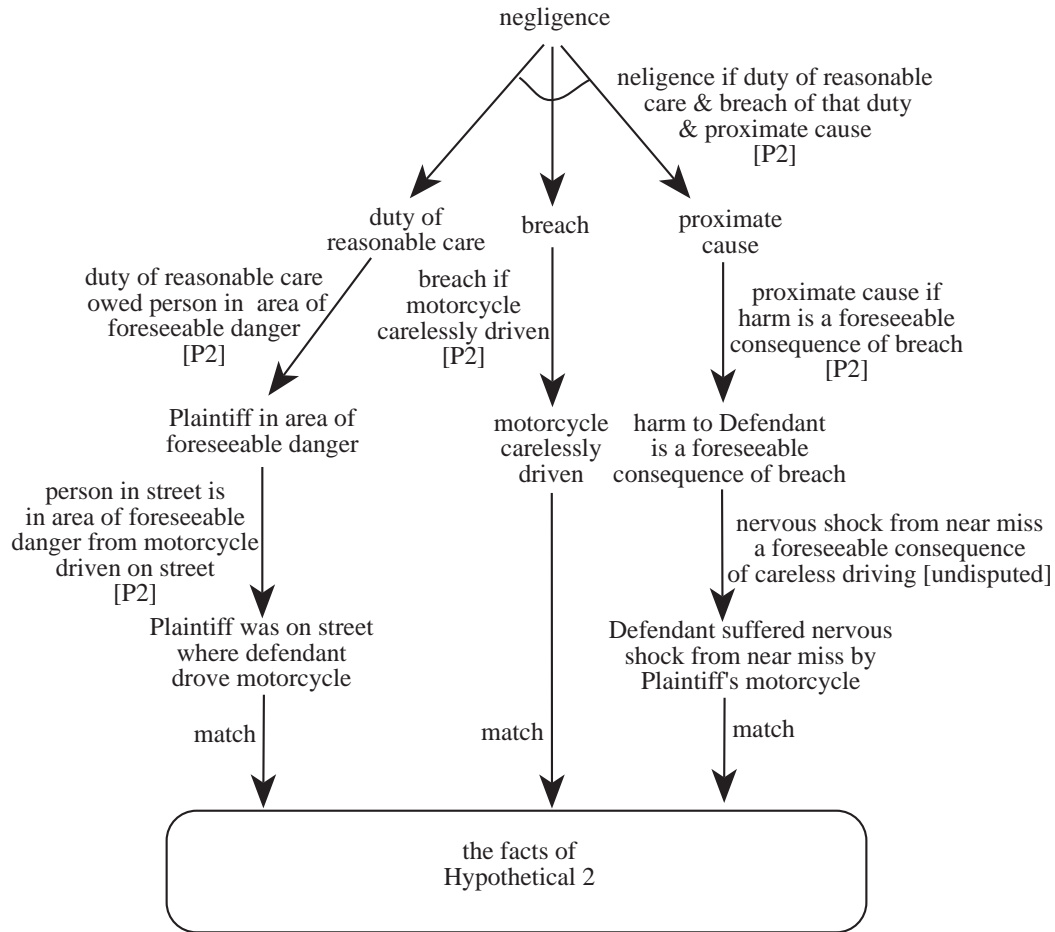 negligence
neligence if duty of reasonable
care & breach of that duty
& proximate cause
[P2]
duty of
reasonable care
breach
proximate
cause
duty of reasonable care
owed person in area of
foreseeable danger
[P2]
breach if
motorcycle
carelessly driven
[P2]
proximate cause if
harm is a foreseeable
consequence of breach
[P2]
Plaintiff in area of
foreseeable danger
motorcycle
carelessly
driven
harm to Defendant
is a foreseeable
consequence of breach
person in street is
in area of foreseeable
danger from motorcycle
driven on street
[P2]
nervous shock from near miss
a foreseeable consequence
of careless driving [undisputed]
Plaintiff was on street
where defendant
drove motorcycle
Defendant suffered nervous
shock from near miss by
Plaintiff's motorcycle
match
match
match
the facts of
Hypothetical 2